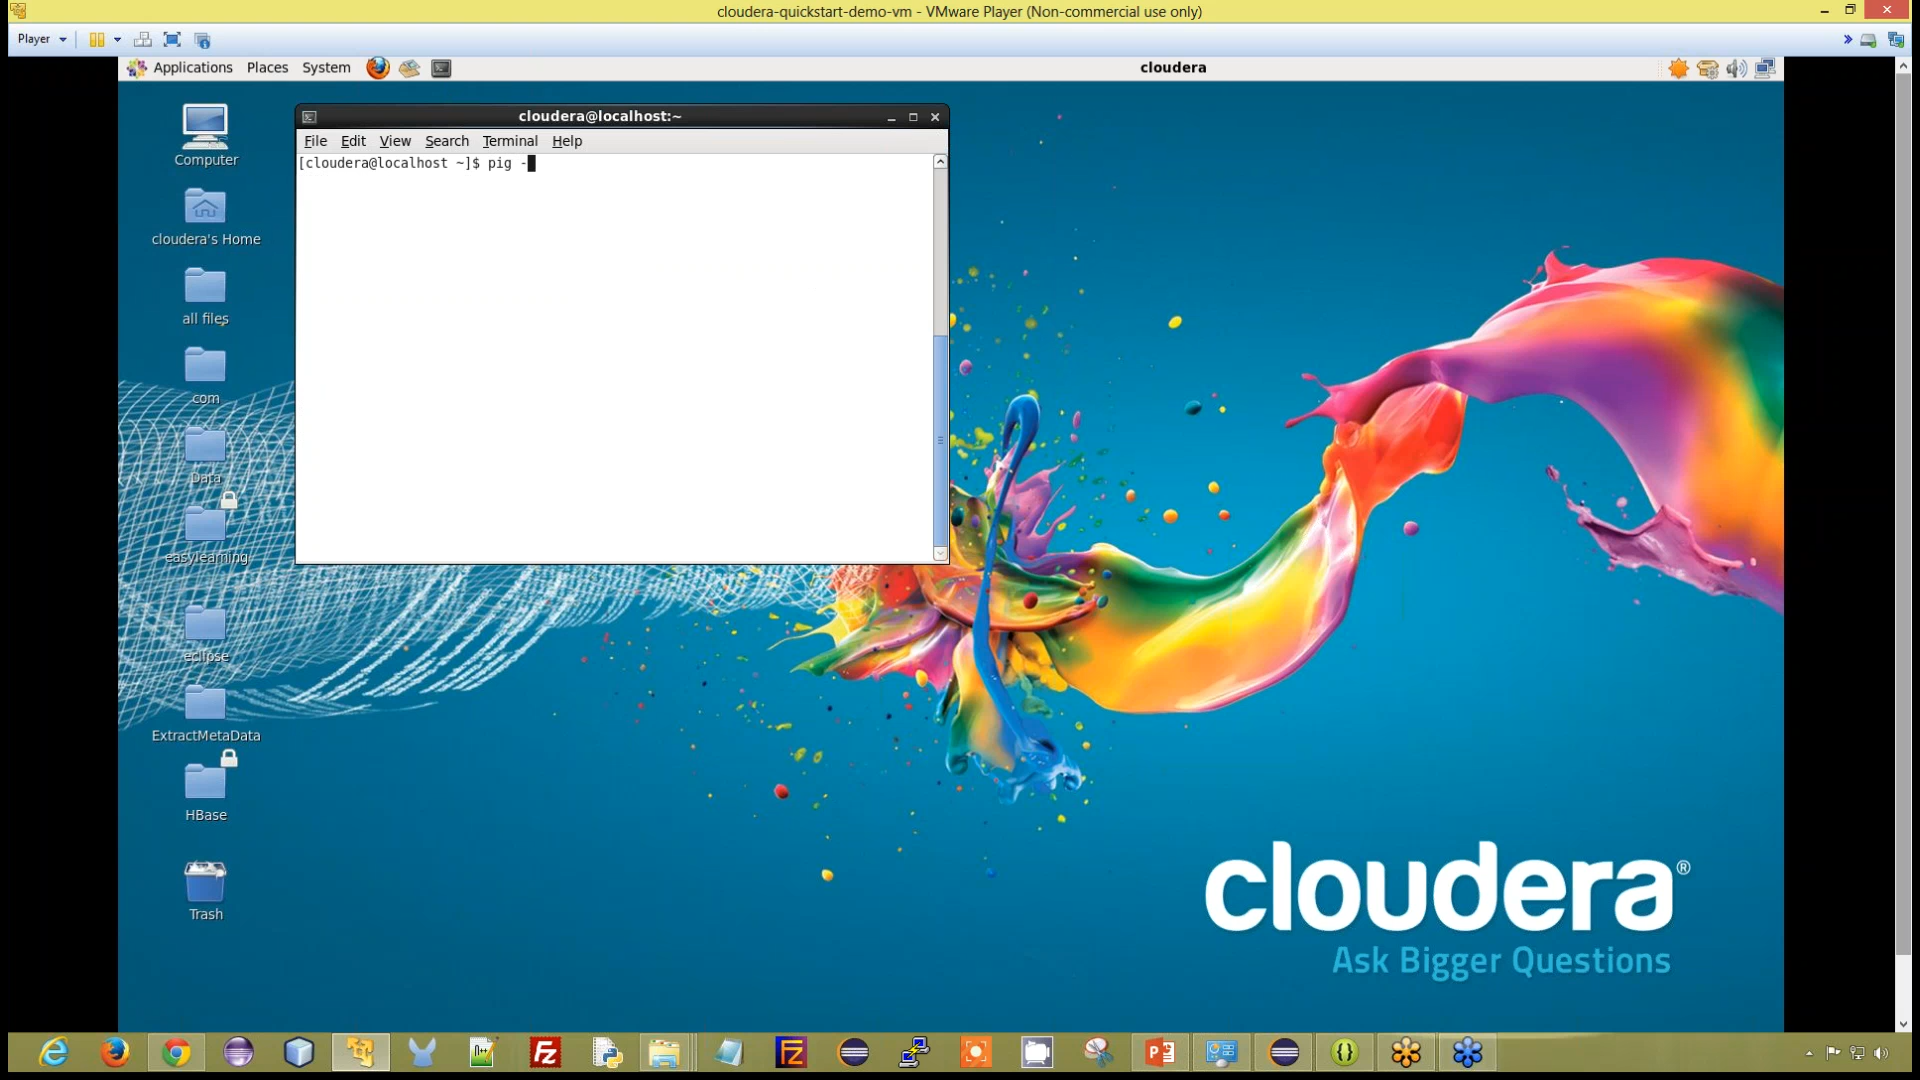 cloudera-quickstart-demo-vm - VMware Player (Non-commercial use only)
Player
Applications Places System
cloudera
cloudera@localhost:~
File Edit View Search Terminal Help
[cloudera@localhost ~]$ pig -
Computer
cloudera's Home
all files
com
Data
easylearning
eclipse
ExtractMetaData
HBase
Trash
cloudera®
Ask Bigger Questions